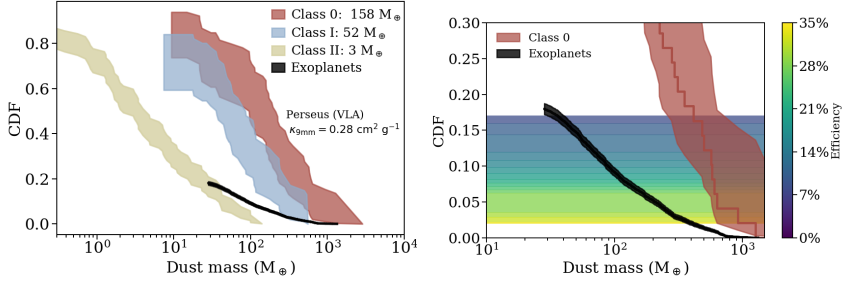 Class 0: 158 M⊕
Class I: 52 M⊕
Class II: 3 M⊕
Exoplanets
Perseus (VLA)
κ9mm = 0.28 cm² g⁻¹
CDF
0.8
0.6
0.4
0.2
0.0
10⁰ 10¹ 10² 10³ 10⁴
Dust mass (M⊕)
Class 0
Exoplanets
CDF
0.30
0.25
0.20
0.15
0.10
0.05
0.00
10¹ 10² 10³
Dust mass (M⊕)
35%
28%
21%
14%
7%
0%
Efficiency